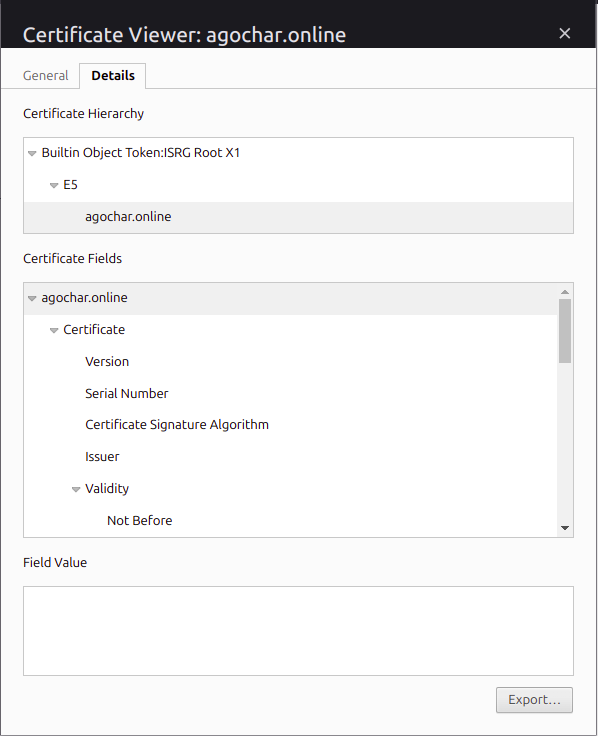 Certificate Viewer: agochar.online
General
Details
Certificate Hierarchy
Builtin Object Token:ISRG Root X1
E5
agochar.online
Certificate Fields
agochar.online
Certificate
Version
Serial Number
Certificate Signature Algorithm
Issuer
Validity
Not Before
Field Value
Export...